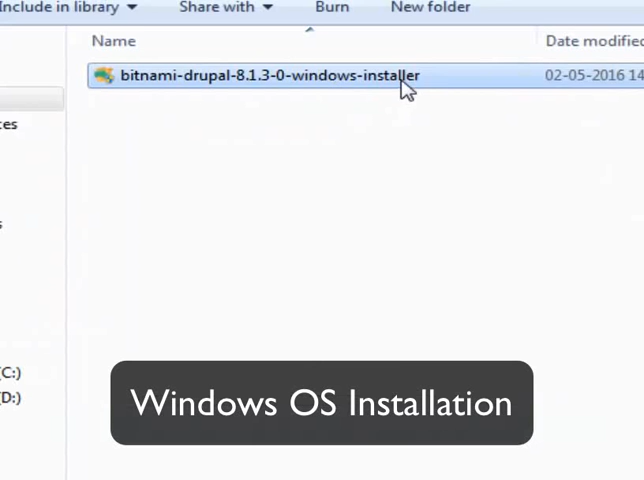 Include in library Share with Burn New folder
Name Date modified
bitnami-drupal-8.1.3-0-windows-installer 02-05-2016 14
tes
s
(C:)
(D:)
Windows OS Installation